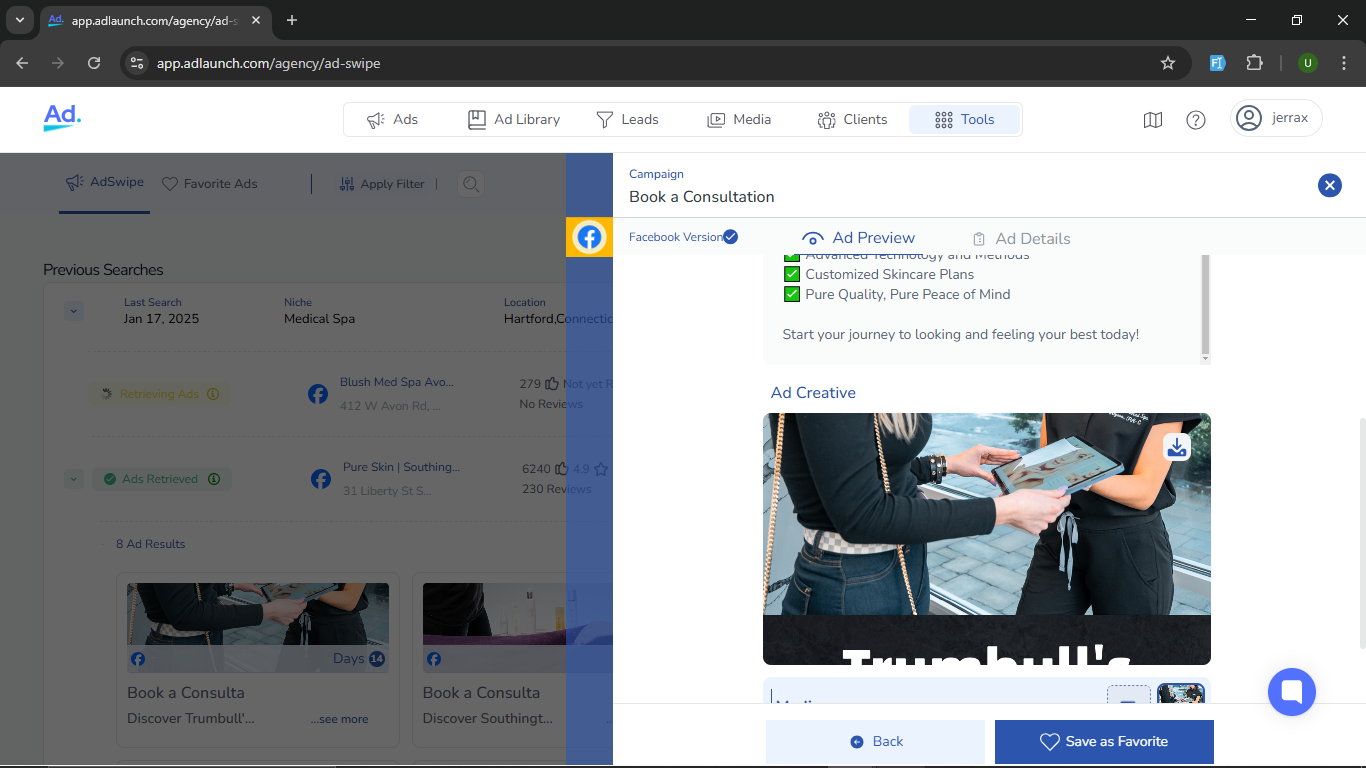 app.adlaunch.com/agency/ad-s
app.adlaunch.com/agency/ad-swipe
U
Ad.
Ads
Ad Library
Leads
Media
Clients
Tools
jerrax
AdSwipe
Favorite Ads
Apply Filter
Previous Searches
Last Search
Niche
Location
Jan 17, 2025
Medical Spa
Hartford,Connectic
Retrieving Ads
Blush Med Spa Avo...
412 W Avon Rd, ...
279
Not yet R
No Reviews
Ads Retrieved
Pure Skin | Southing...
31 Liberty St S...
6240
4.9
230 Reviews
8 Ad Results
Days 14
Book a Consulta
Discover Trumbull'...
...see more
Book a Consulta
Discover Southingt...
Campaign
Book a Consultation
Facebook Version
Ad Preview
Ad Details
Advanced Technology and Methods
Customized Skincare Plans
Pure Quality, Pure Peace of Mind
Start your journey to looking and feeling your best today!
Ad Creative
Trumbull's
Media
Back
Save as Favorite